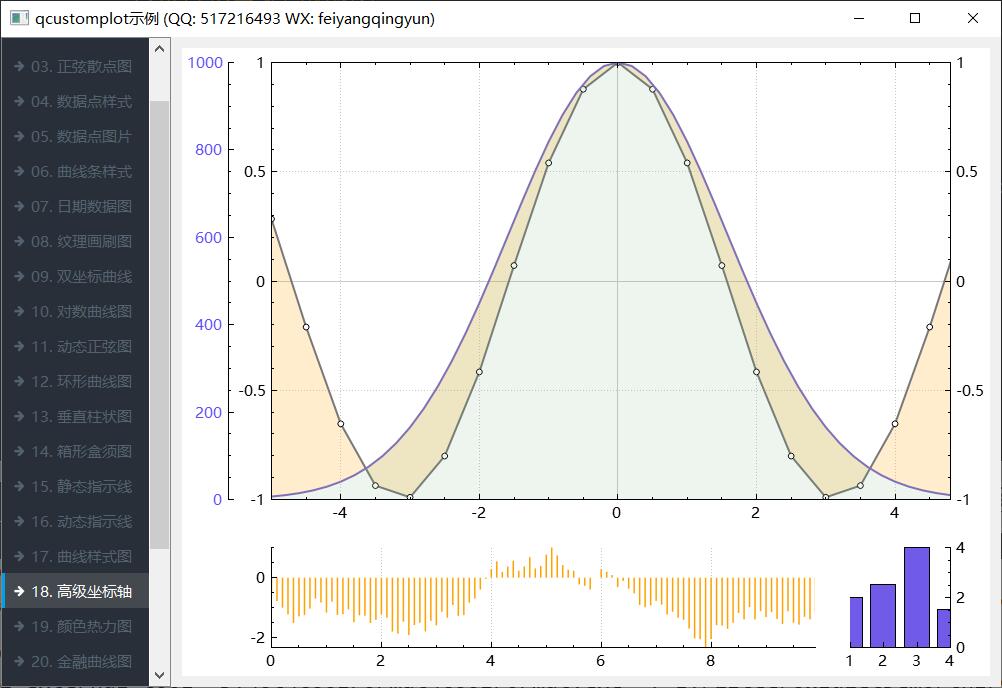 qcustomplot示例 (QQ: 517216493 WX: feiyangqingyun)
03. 正弦散点图
04. 数据点样式
05. 数据点图片
06. 曲线条样式
07. 日期数据图
08. 纹理画刷图
09. 双坐标曲线
10. 对数曲线图
11. 动态正弦图
12. 环形曲线图
13. 垂直柱状图
14. 箱形盒须图
15. 静态指示线
16. 动态指示线
17. 曲线样式图
18. 高级坐标轴
19. 颜色热力图
20. 金融曲线图
1000
800
600
400
200
0
1
0.5
0
-0.5
-1
-4
-2
0
2
4
1
0.5
0
-0.5
-1
0
-2
0
2
4
6
8
1
2
3
4
4
2
0